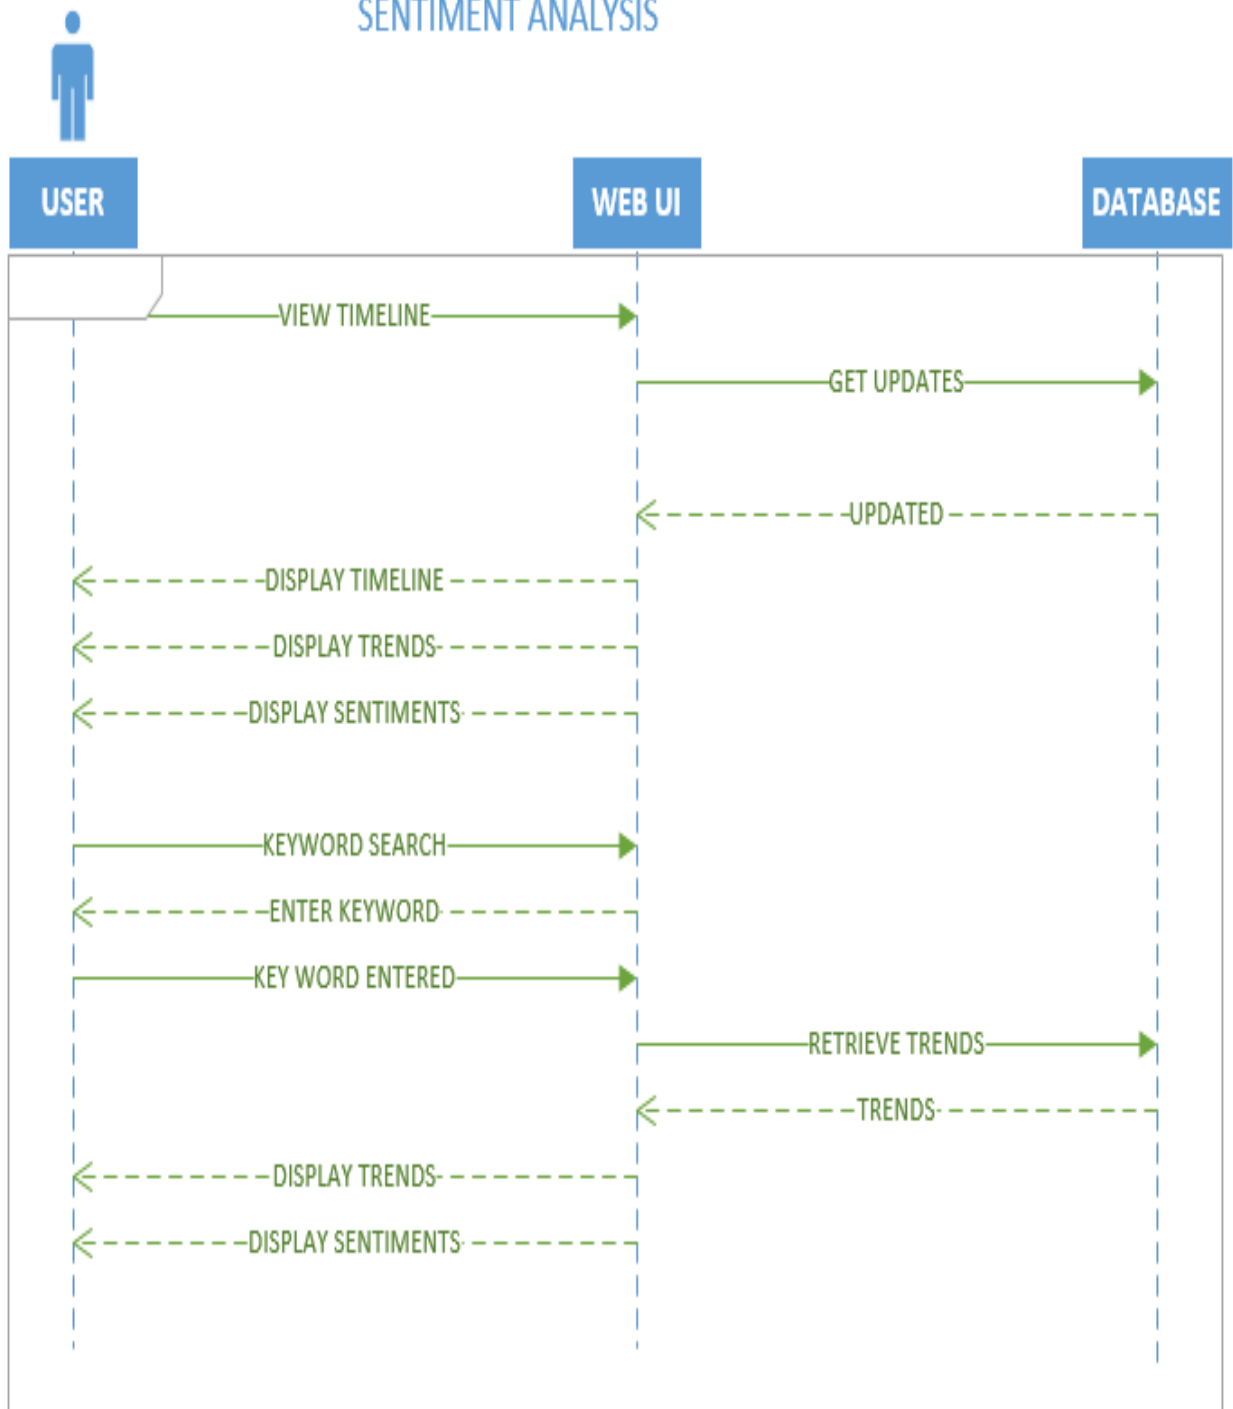 SENTIMENT ANALYSIS
USER
WEB UI
DATABASE
VIEW TIMELINE
GET UPDATES
UPDATED
DISPLAY TIMELINE
DISPLAY TRENDS
DISPLAY SENTIMENTS
KEYWORD SEARCH
ENTER KEYWORD
KEY WORD ENTERED
RETRIEVE TRENDS
TRENDS
DISPLAY TRENDS
DISPLAY SENTIMENTS